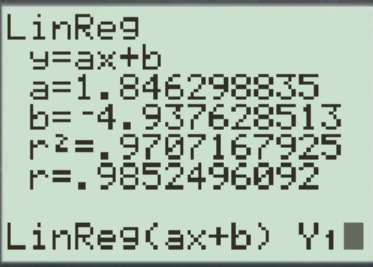 LinReg
y=ax+b
a=1.846298835
b=-4.937628513
r²=.9707167925
r=.9852496092
LinReg(ax+b) Y₁